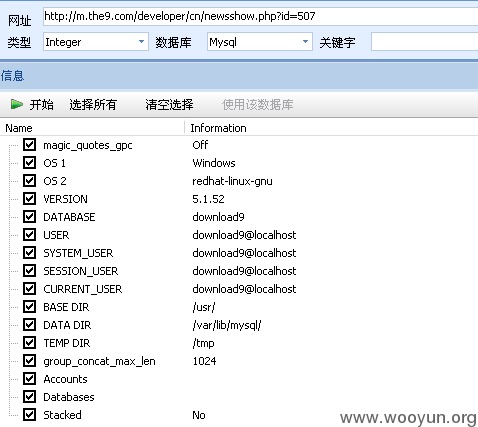 网址 http://m.the9.com/developer/cn/newsshow.php?id=507
类型 Integer 数据库 Mysql 关键字
信息
开始 选择所有 清空选择 使用该数据库
Name Information
magic_quotes_gpc Off
OS 1 Windows
OS 2 redhat-linux-gnu
VERSION 5.1.52
DATABASE download9
USER download9@localhost
SYSTEM_USER download9@localhost
SESSION_USER download9@localhost
CURRENT_USER download9@localhost
BASE DIR /usr/
DATA DIR /var/lib/mysql/
TEMP DIR /tmp
group_concat_max_len 1024
Accounts
Databases
Stacked No
www.wooyun.org